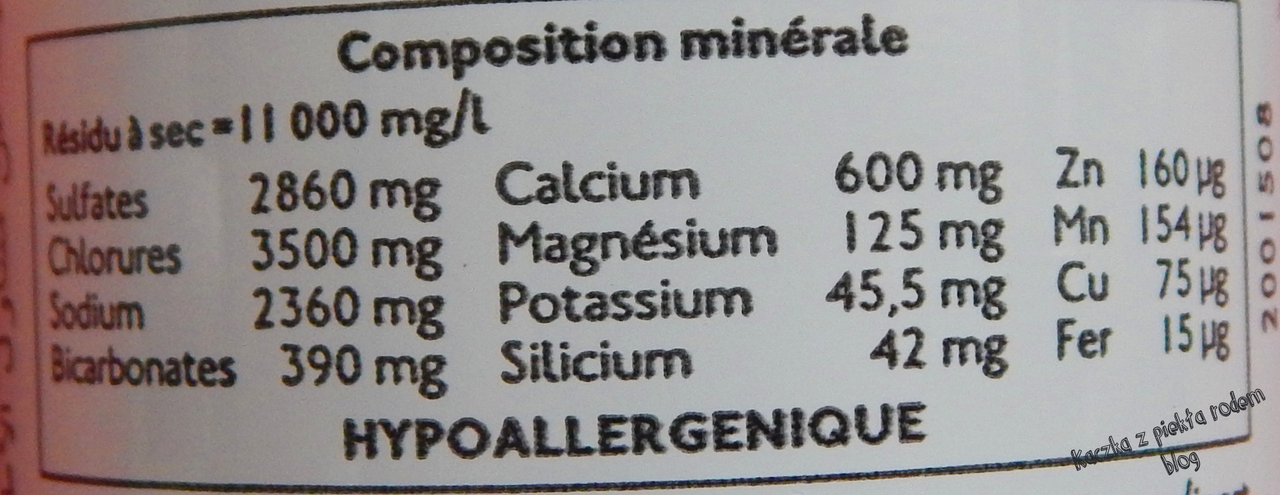 Composition minérale
Résidu à sec = 11 000 mg/l
Sulfates 2860 mg Calcium 600 mg Zn 160 µg
Chlorures 3500 mg Magnésium 125 mg Mn 154 µg
Sodium 2360 mg Potassium 45,5 mg Cu 75 µg
Bicarbonates 390 mg Silicium 42 mg Fer 15 µg
HYPOALLERGENIQUE
2001508
Kaczka z piekła rodem
blog